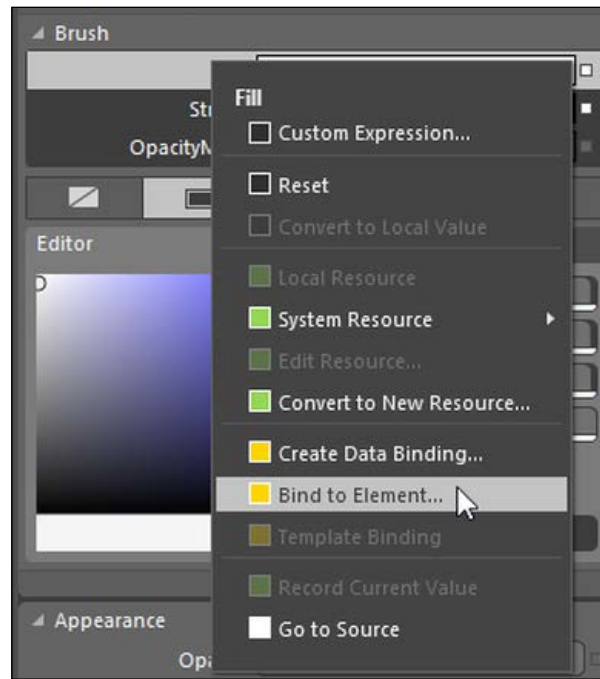 Brush
Fill
Custom Expression...
Reset
Convert to Local Value
Editor
Local Resource
System Resource
Edit Resource...
Convert to New Resource...
Create Data Binding...
Bind to Element...
Template Binding
Record Current Value
Appearance
Go to Source